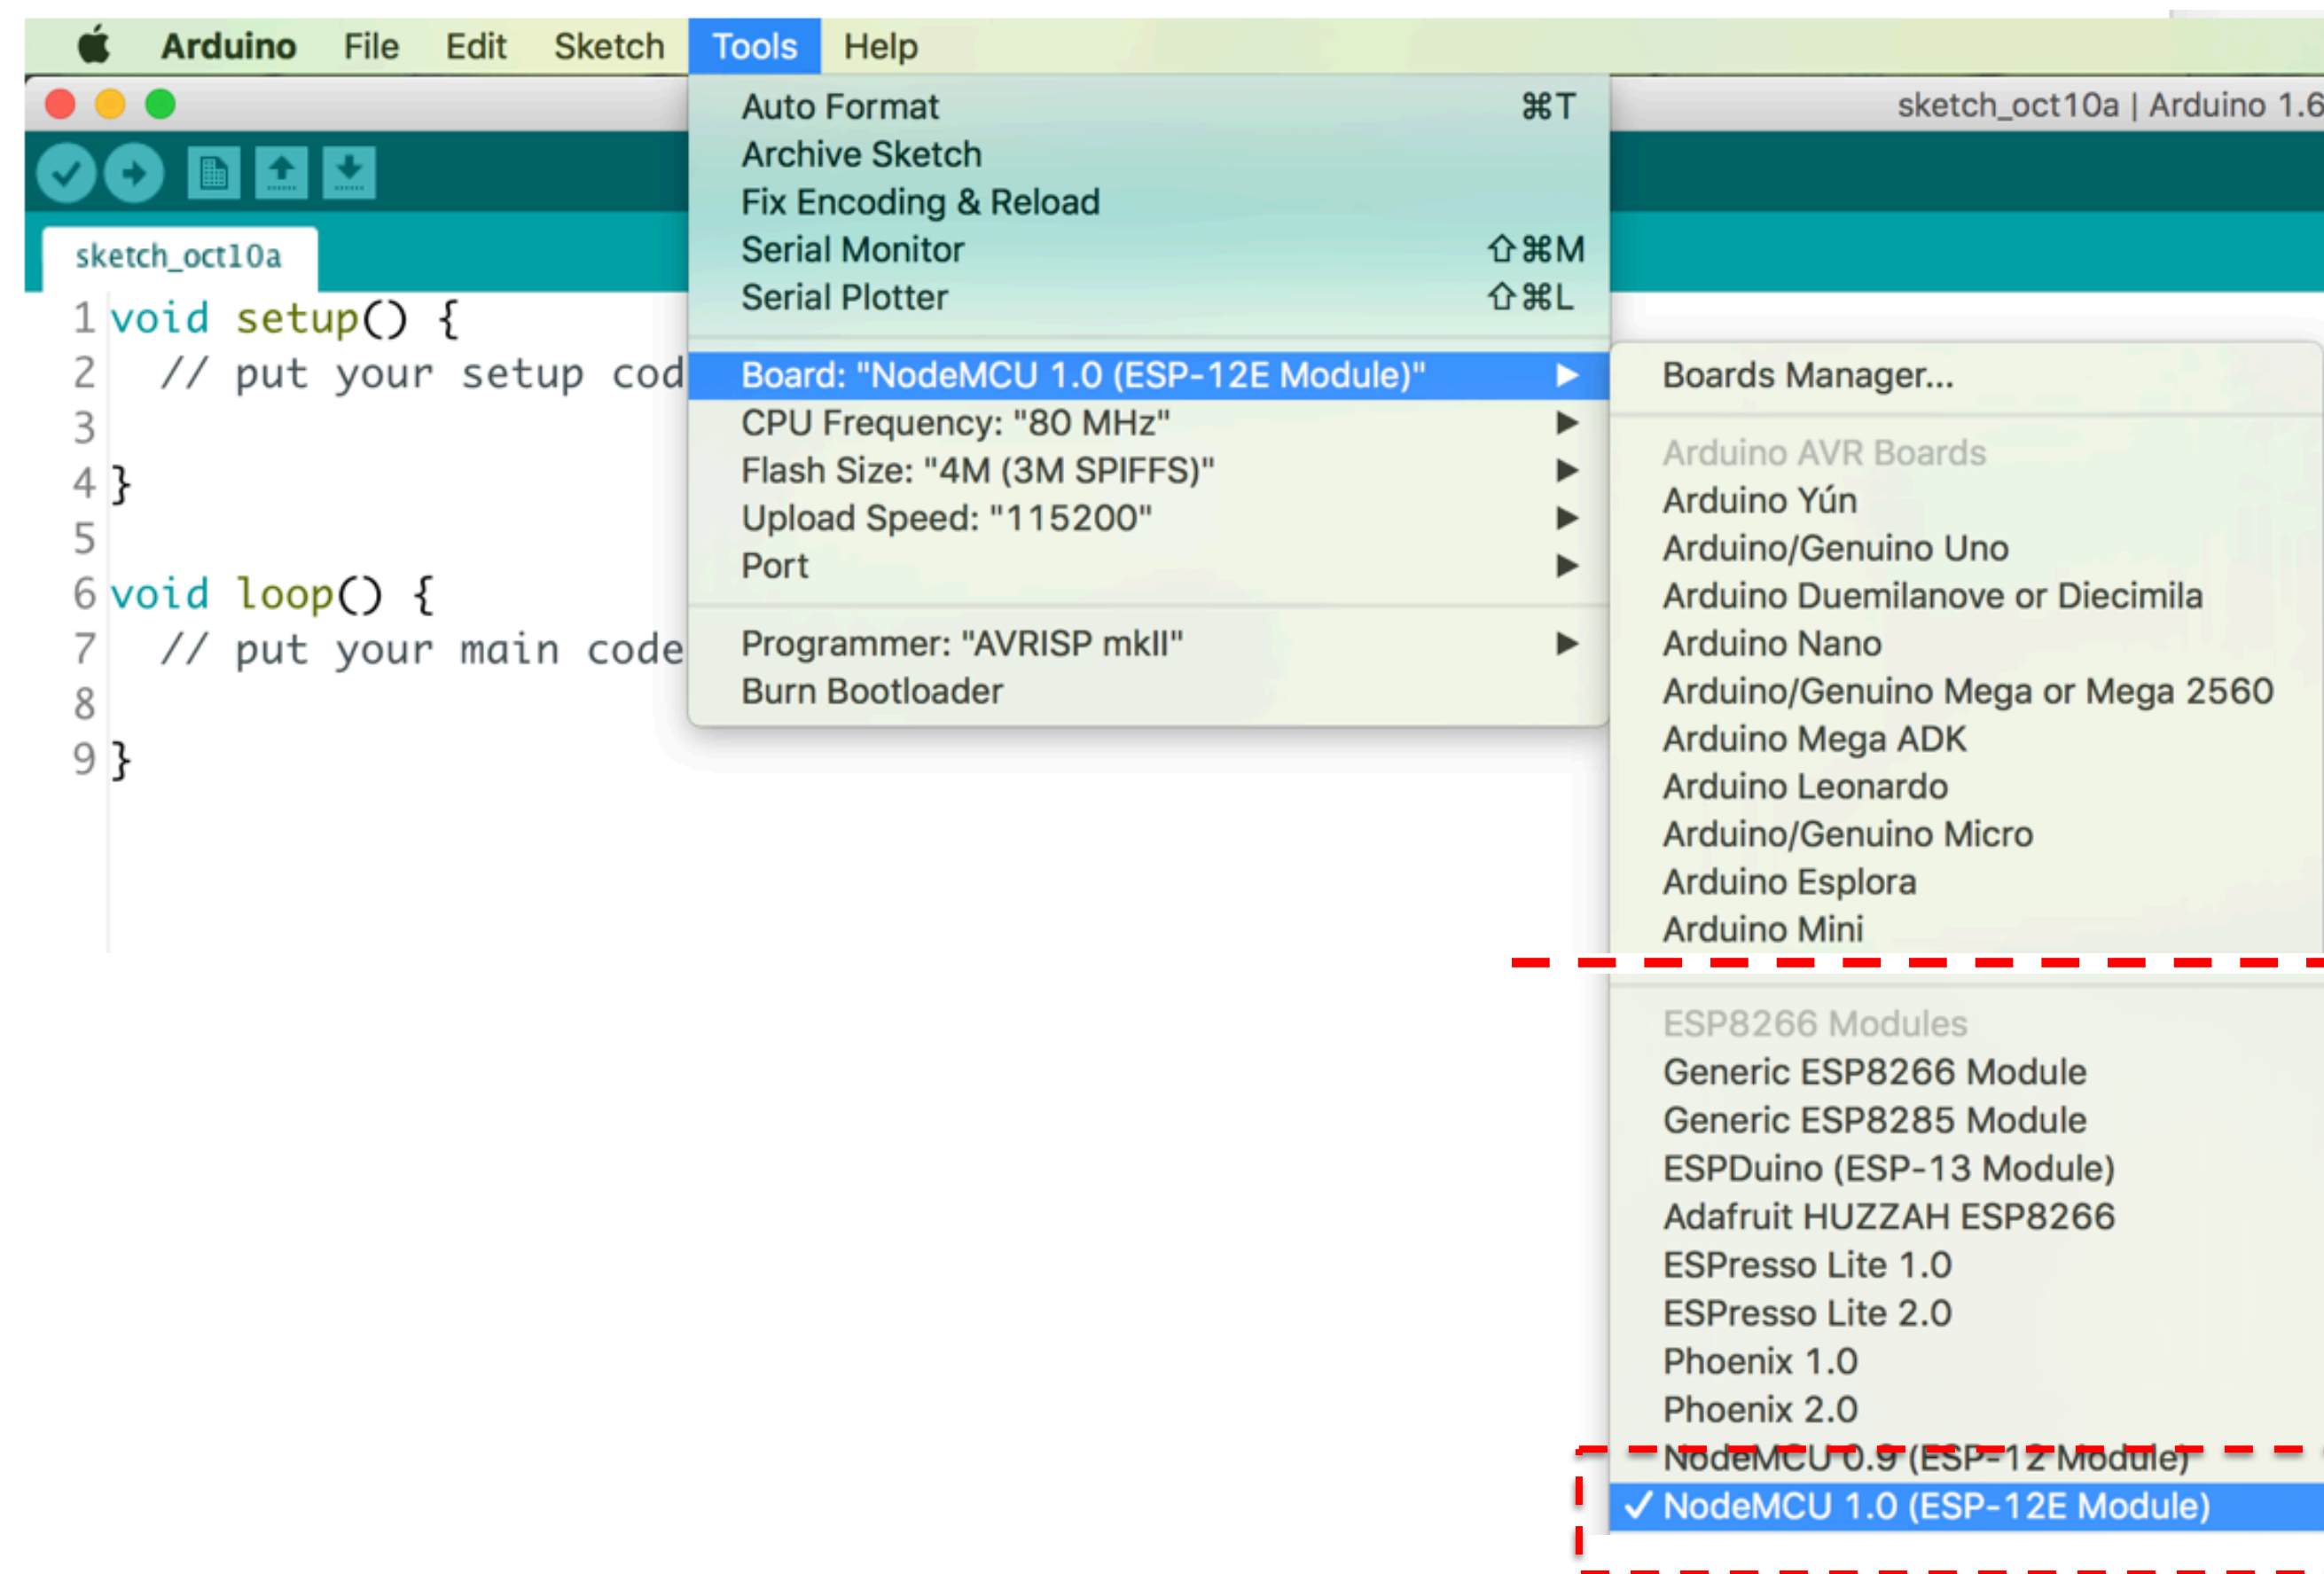 Arduino File Edit Sketch Tools Help
sketch_oct10a | Arduino 1.6
sketch_oct10a
1 void setup() {
2 // put your setup cod
3
4 }
5
6 void loop() {
7 // put your main code
8
9 }
Auto Format ⌘T
Archive Sketch
Fix Encoding & Reload
Serial Monitor ⇧⌘M
Serial Plotter ⇧⌘L
Board: "NodeMCU 1.0 (ESP-12E Module)" ▶
CPU Frequency: "80 MHz" ▶
Flash Size: "4M (3M SPIFFS)" ▶
Upload Speed: "115200" ▶
Port ▶
Programmer: "AVRISP mkII" ▶
Burn Bootloader
Boards Manager...
Arduino AVR Boards
Arduino Yún
Arduino/Genuino Uno
Arduino Duemilanove or Diecimila
Arduino Nano
Arduino/Genuino Mega or Mega 2560
Arduino Mega ADK
Arduino Leonardo
Arduino/Genuino Micro
Arduino Esplora
Arduino Mini
ESP8266 Modules
Generic ESP8266 Module
Generic ESP8285 Module
ESPDuino (ESP-13 Module)
Adafruit HUZZAH ESP8266
ESPresso Lite 1.0
ESPresso Lite 2.0
Phoenix 1.0
Phoenix 2.0
NodeMCU 0.9 (ESP-12 Module)
✓ NodeMCU 1.0 (ESP-12E Module)